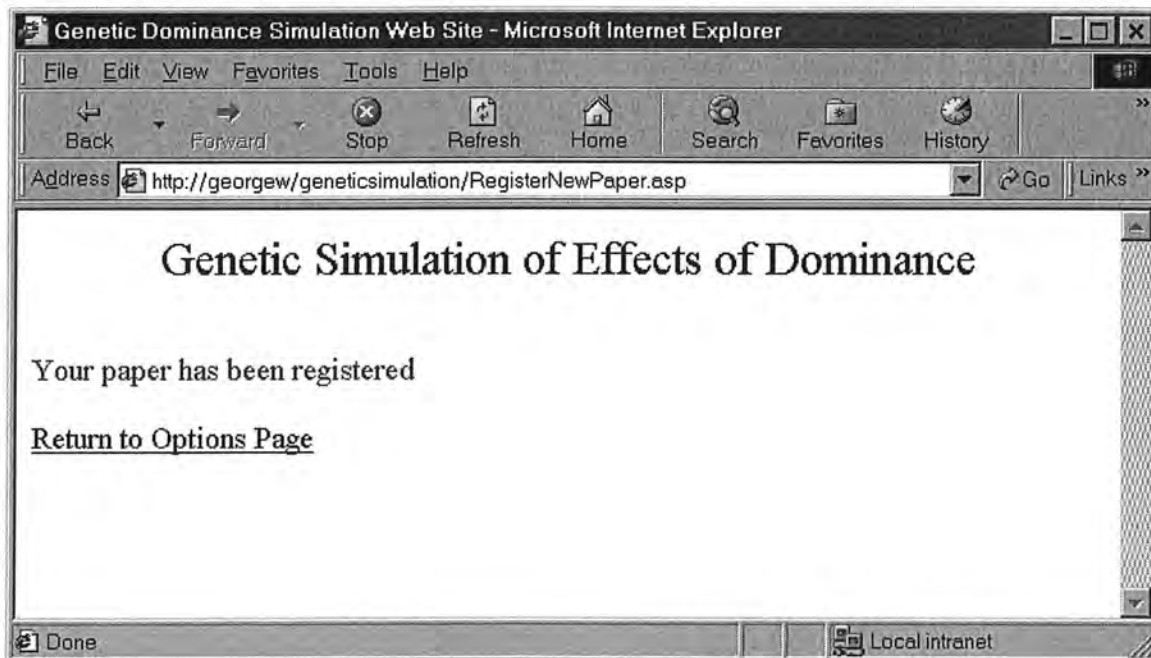 Genetic Dominance Simulation Web Site - Microsoft Internet Explorer
File Edit View Favorites Tools Help
Back Forward Stop Refresh Home Search Favorites History »
Address http://georgew/geneticsimulation/RegisterNewPaper.asp Go Links »
Genetic Simulation of Effects of Dominance
Your paper has been registered
Return to Options Page
Done Local intranet